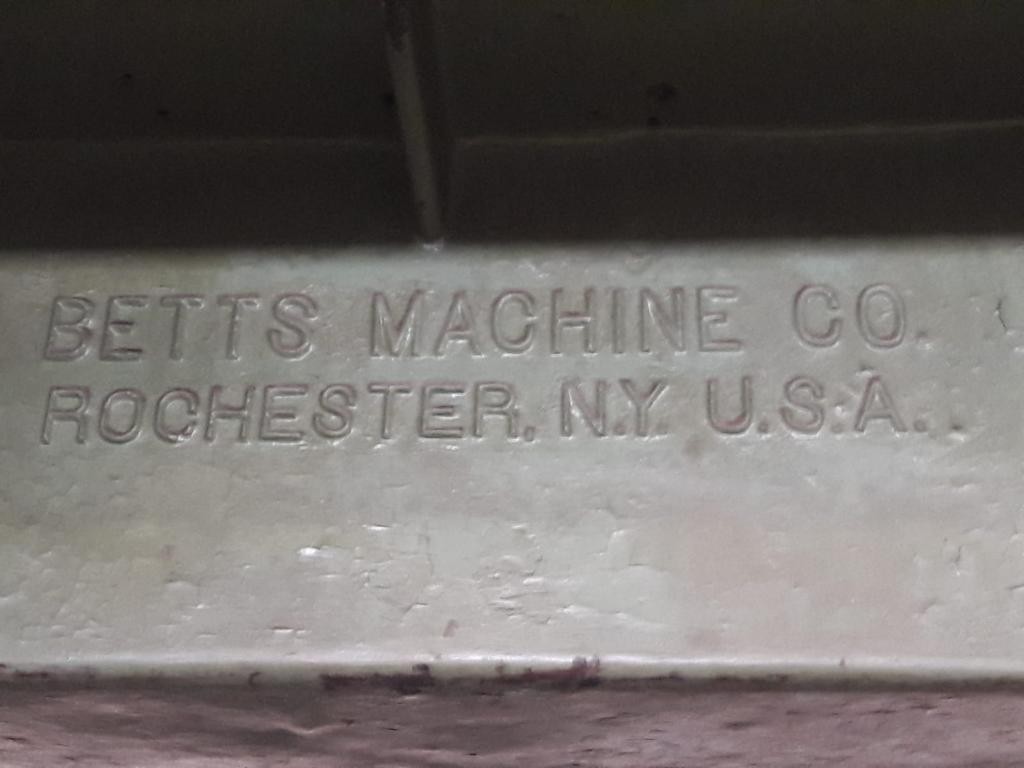 BETTS MACHINE CO.
ROCHESTER, N.Y. U.S.A.